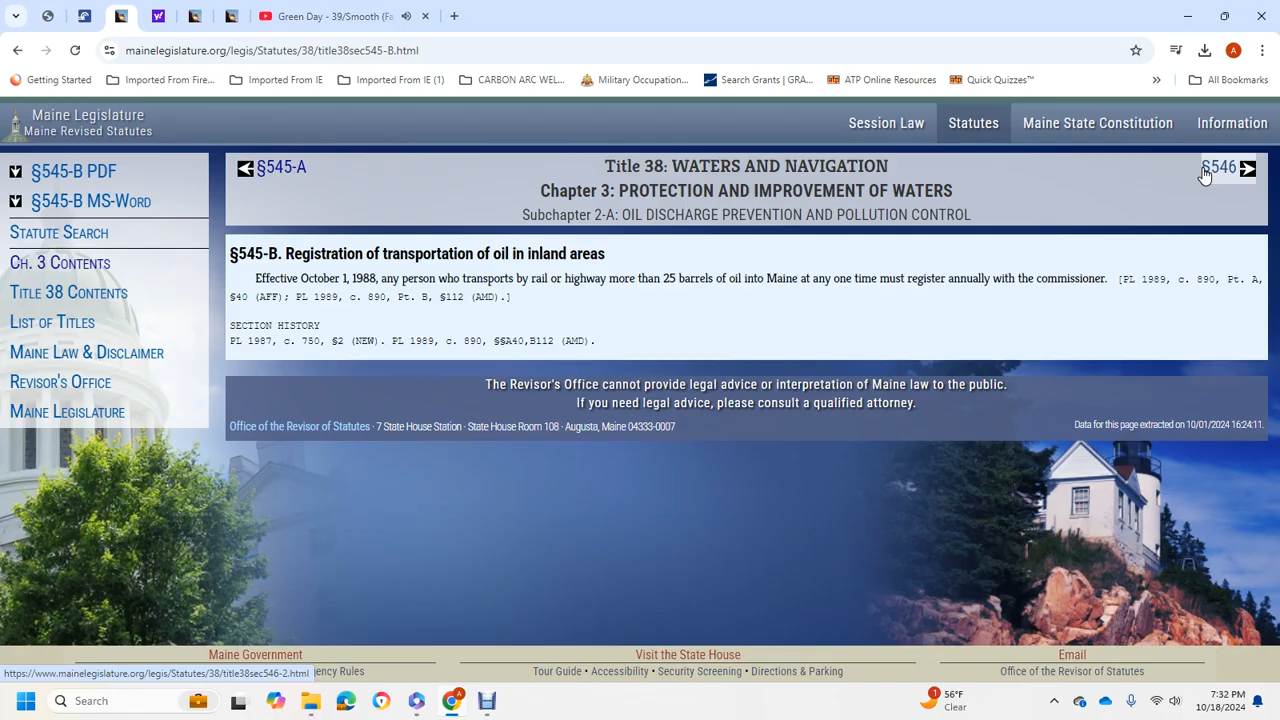 Green Day - 39/Smooth (Fa
mainelegislature.org/legis/Statutes/38/title38sec545-B.html
A
Getting Started
Imported From Fire...
Imported From IE
Imported From IE (1)
CARBON ARC WEL...
Military Occupation...
Search Grants | GRA...
ATP Online Resources
Quick Quizzes™
»
All Bookmarks
Maine Legislature
Maine Revised Statutes
Session Law
Statutes
Maine State Constitution
Information
§545-B PDF
§545-B MS-Word
Statute Search
Ch. 3 Contents
Title 38 Contents
List of Titles
Maine Law & Disclaimer
Revisor's Office
Maine Legislature
§545-A
Title 38: WATERS AND NAVIGATION
§546
Chapter 3: PROTECTION AND IMPROVEMENT OF WATERS
Subchapter 2-A: OIL DISCHARGE PREVENTION AND POLLUTION CONTROL
§545-B. Registration of transportation of oil in inland areas
Effective October 1, 1988, any person who transports by rail or highway more than 25 barrels of oil into Maine at any one time must register annually with the commissioner. [PL 1989, c. 890, Pt. A,
§40 (AFF); PL 1989, c. 890, Pt. B, §112 (AMD).]
SECTION HISTORY
PL 1987, c. 750, §2 (NEW). PL 1989, c. 890, §§A40,B112 (AMD).
The Revisor's Office cannot provide legal advice or interpretation of Maine law to the public.
If you need legal advice, please consult a qualified attorney.
Office of the Revisor of Statutes · 7 State House Station · State House Room 108 · Augusta, Maine 04333-0007
Data for this page extracted on 10/01/2024 16:24:11.
Maine Government
Visit the State House
Email
https://www.mainelegislature.org/legis/Statutes/38/title38sec546-2.html
gency Rules
Tour Guide • Accessibility • Security Screening • Directions & Parking
Office of the Revisor of Statutes
Search
1
56°F
Clear
7:32 PM
10/18/2024